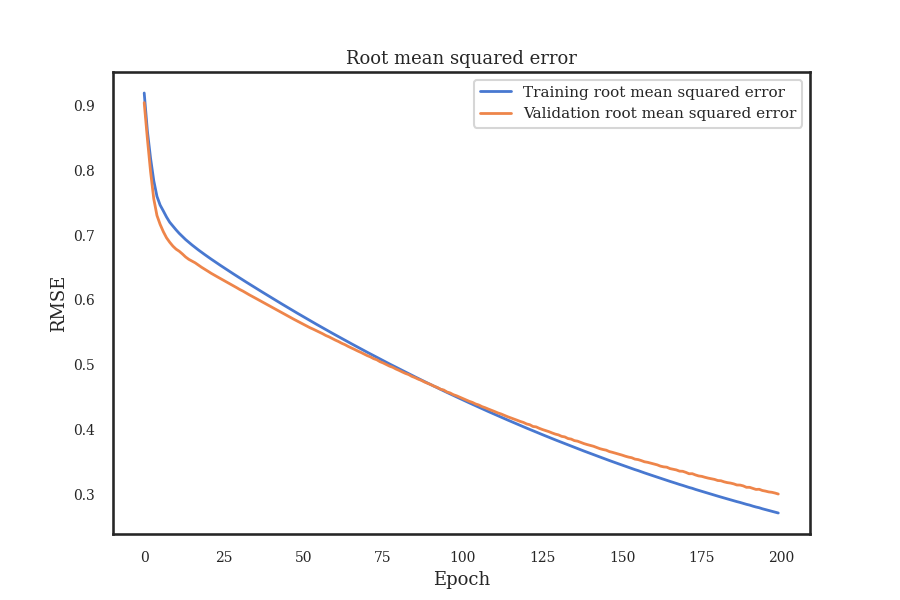 Root mean squared error
Training root mean squared error
Validation root mean squared error
RMSE
0.9
0.8
0.7
0.6
0.5
0.4
0.3
0 25 50 75 100 125 150 175 200
Epoch